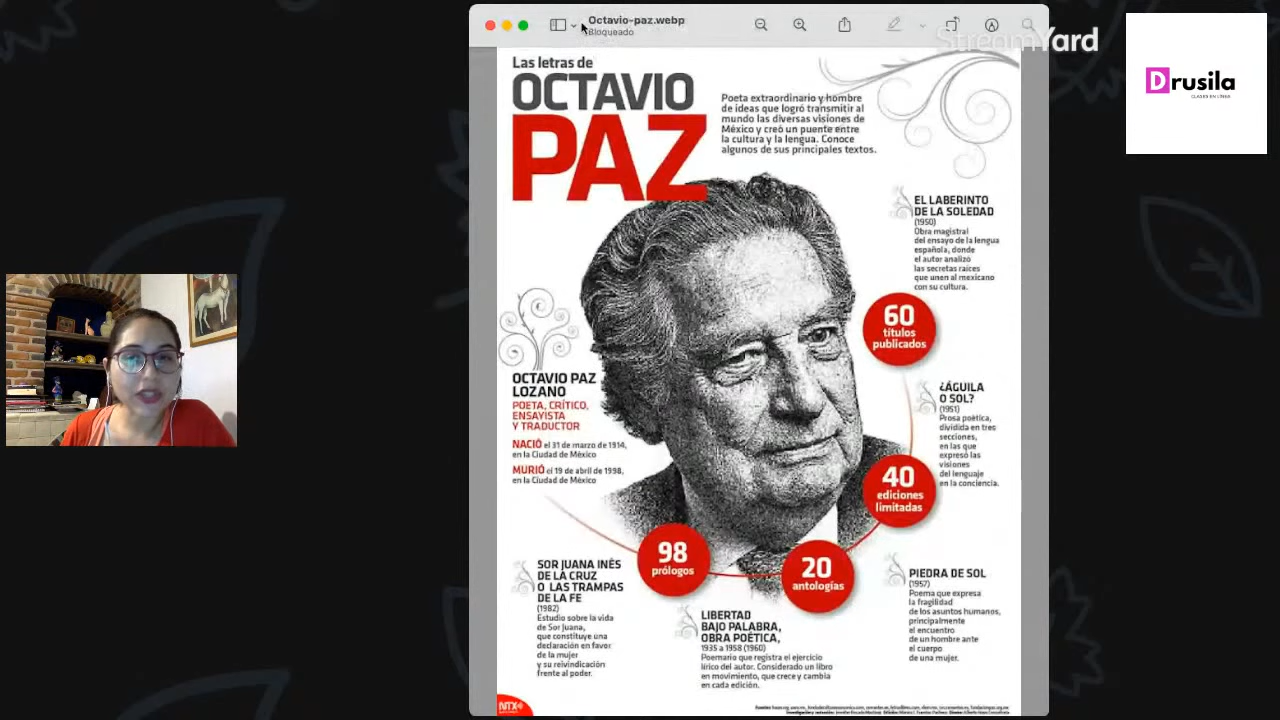 Octavio-paz.webp
Bloqueado
StreamYard
Drusila
CLASES EN LÍNEA
Las letras de
OCTAVIO
PAZ
Poeta extraordinario y hombre
de ideas que logró transmitir al
mundo las diversas visiones de
México y creó un puente entre
la cultura y la lengua. Conoce
algunos de sus principales textos.
EL LABERINTO
DE LA SOLEDAD
(1950)
Obra magistral
del ensayo de la lengua
española, donde
el autor analizó
las secretas raíces
que unen al mexicano
con su cultura.
60
títulos
publicados
OCTAVIO PAZ
LOZANO
POETA, CRÍTICO,
ENSAYISTA
Y TRADUCTOR
NACIÓ el 31 de marzo de 1914,
en la Ciudad de México
MURIÓ el 19 de abril de 1998,
en la Ciudad de México
¿ÁGUILA
O SOL?
(1951)
Prosa poética,
dividida en tres
secciones,
en las que
expresó las
visiones
del lenguaje
en la conciencia.
40
ediciones
limitadas
98
prólogos
20
antologías
SOR JUANA INÉS
DE LA CRUZ
O LAS TRAMPAS
DE LA FE
(1982)
Estudio sobre la vida
de Sor Juana,
que constituye una
declaración en favor
de la mujer
y su reivindicación
frente al poder.
LIBERTAD
BAJO PALABRA,
OBRA POÉTICA,
1935 a 1958 (1960)
Poemario que registra el ejercicio
lírico del autor. Considerado un libro
en movimiento, que crece y cambia
en cada edición.
PIEDRA DE SOL
(1957)
Poema que expresa
la fragilidad
de los asuntos humanos,
principalmente
el encuentro
de un hombre ante
el cuerpo
de una mujer.
NTX